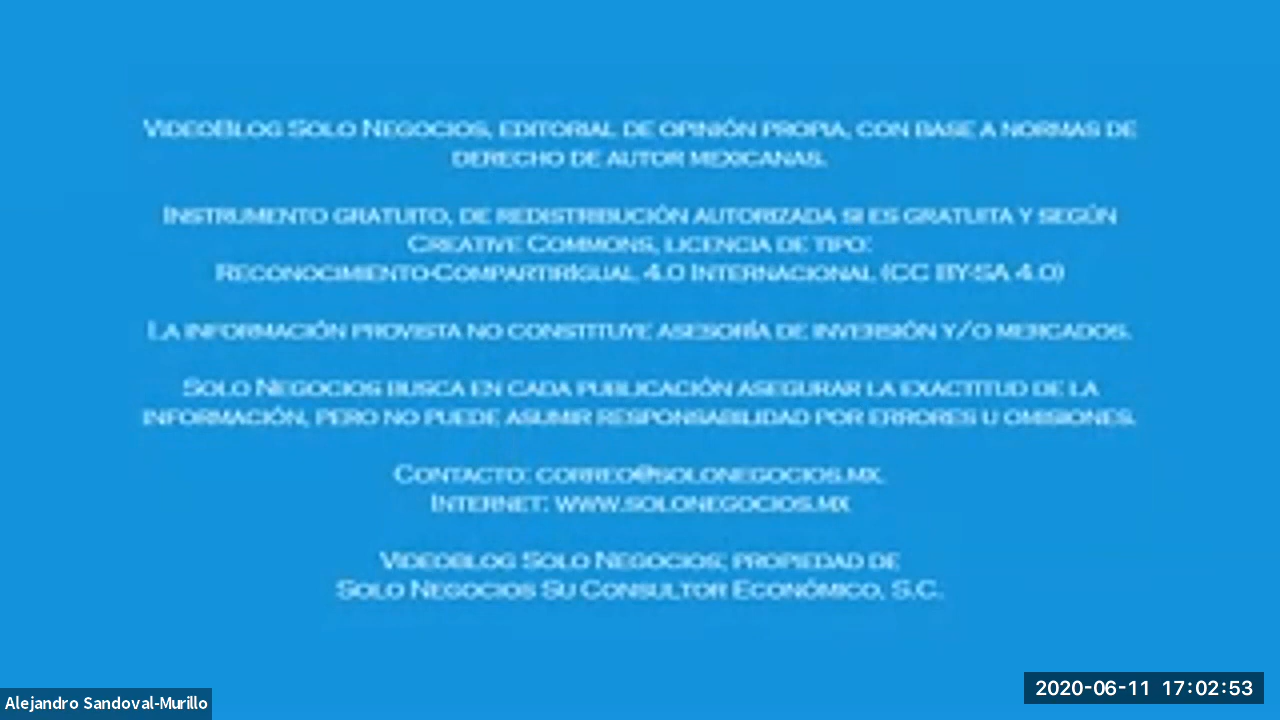 VIDEOBLOG SOLO NEGOCIOS, EDITORIAL DE OPINIÓN PROPIA, CON BASE A NORMAS DE
DERECHO DE AUTOR MEXICANAS.
INSTRUMENTO GRATUITO, DE REDISTRIBUCIÓN AUTORIZADA SI ES GRATUITA Y SEGÚN
CREATIVE COMMONS, LICENCIA DE TIPO:
RECONOCIMIENTO-COMPARTIRIGUAL 4.0 INTERNACIONAL (CC BY-SA 4.0)
LA INFORMACIÓN PROVISTA NO CONSTITUYE ASESORÍA DE INVERSIÓN Y/O MERCADOS.
SOLO NEGOCIOS BUSCA EN CADA PUBLICACIÓN ASEGURAR LA EXACTITUD DE LA
INFORMACIÓN, PERO NO PUEDE ASUMIR RESPONSABILIDAD POR ERRORES U OMISIONES.
CONTACTO: CORREO@SOLONEGOCIOS.MX.
INTERNET: WWW.SOLONEGOCIOS.MX
VIDEOBLOG SOLO NEGOCIOS; PROPIEDAD DE
SOLO NEGOCIOS SU CONSULTOR ECONÓMICO, S.C.
Alejandro Sandoval-Murillo
2020-06-11 17:02:53